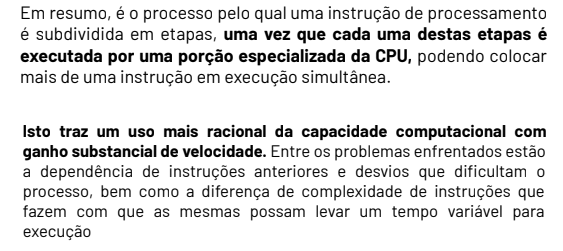 Em resumo, é o processo pelo qual uma instrução de processamento
é subdividida em etapas, uma vez que cada uma destas etapas é
executada por uma porção especializada da CPU, podendo colocar
mais de uma instrução em execução simultânea.
Isto traz um uso mais racional da capacidade computacional com
ganho substancial de velocidade. Entre os problemas enfrentados estão
a dependência de instruções anteriores e desvios que dificultam o
processo, bem como a diferença de complexidade de instruções que
fazem com que as mesmas possam levar um tempo variável para
execução